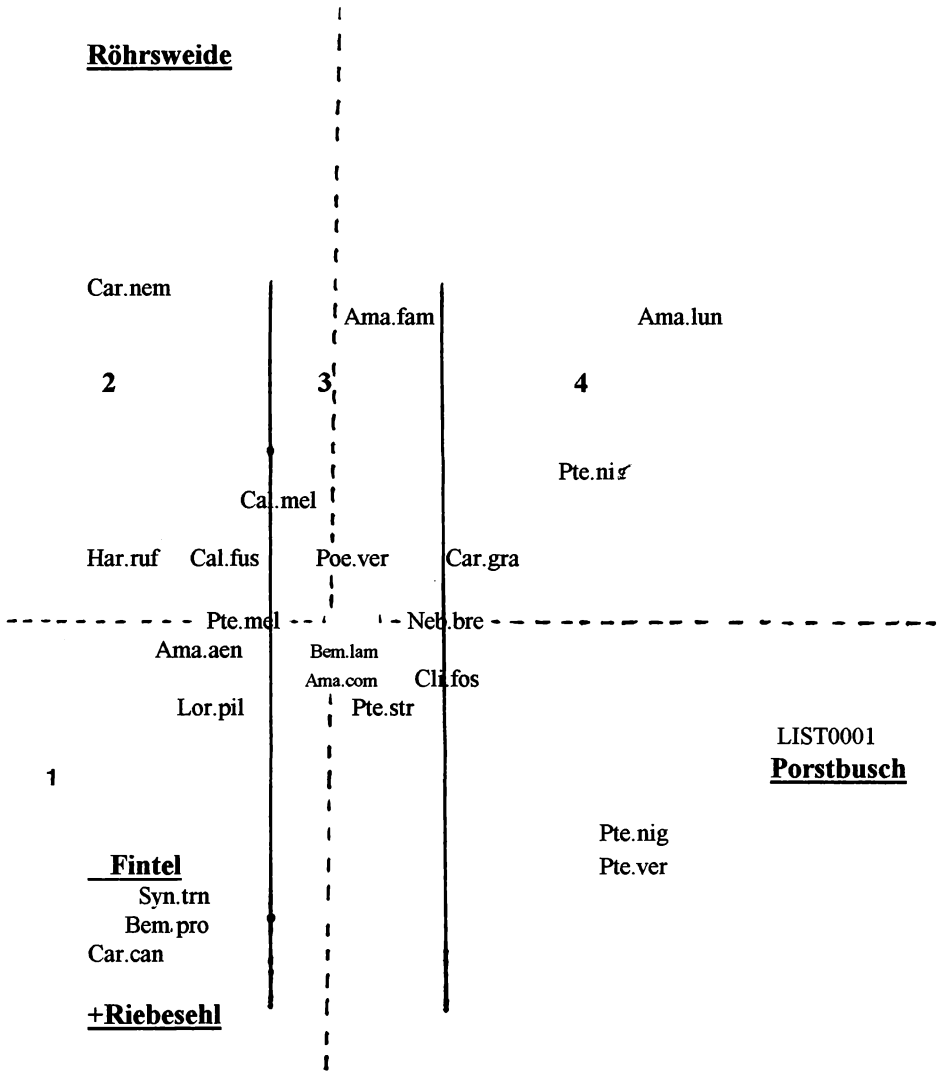 Röhrsweide
Car.nem
Ama.fam Ama.lun
2 3 4
Pte.nig
Cal.mel
Har.ruf Cal.fus Poe.ver Car.gra
Pte.mel Neb.bre
Ama.aen Bem.lam
Ama.com Cli.fos
Lor.pil Pte.str
LIST0001
1 Porstbusch
Pte.nig
Fintel Pte.ver
Syn.trn
Bem.pro
Car.can
+Riebesehl